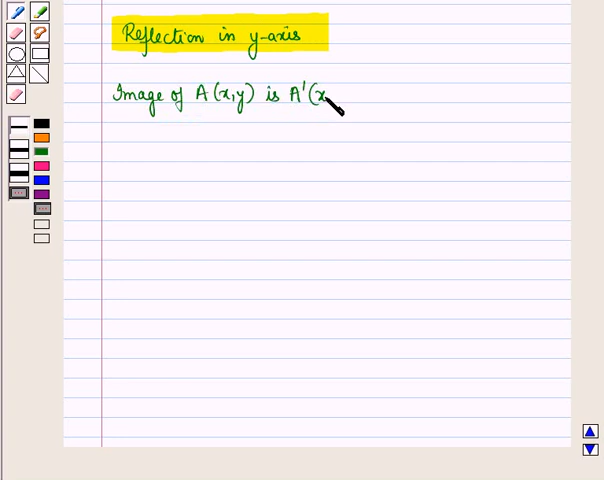 Reflection in y-axis
Image of A (x,y) is A'(x